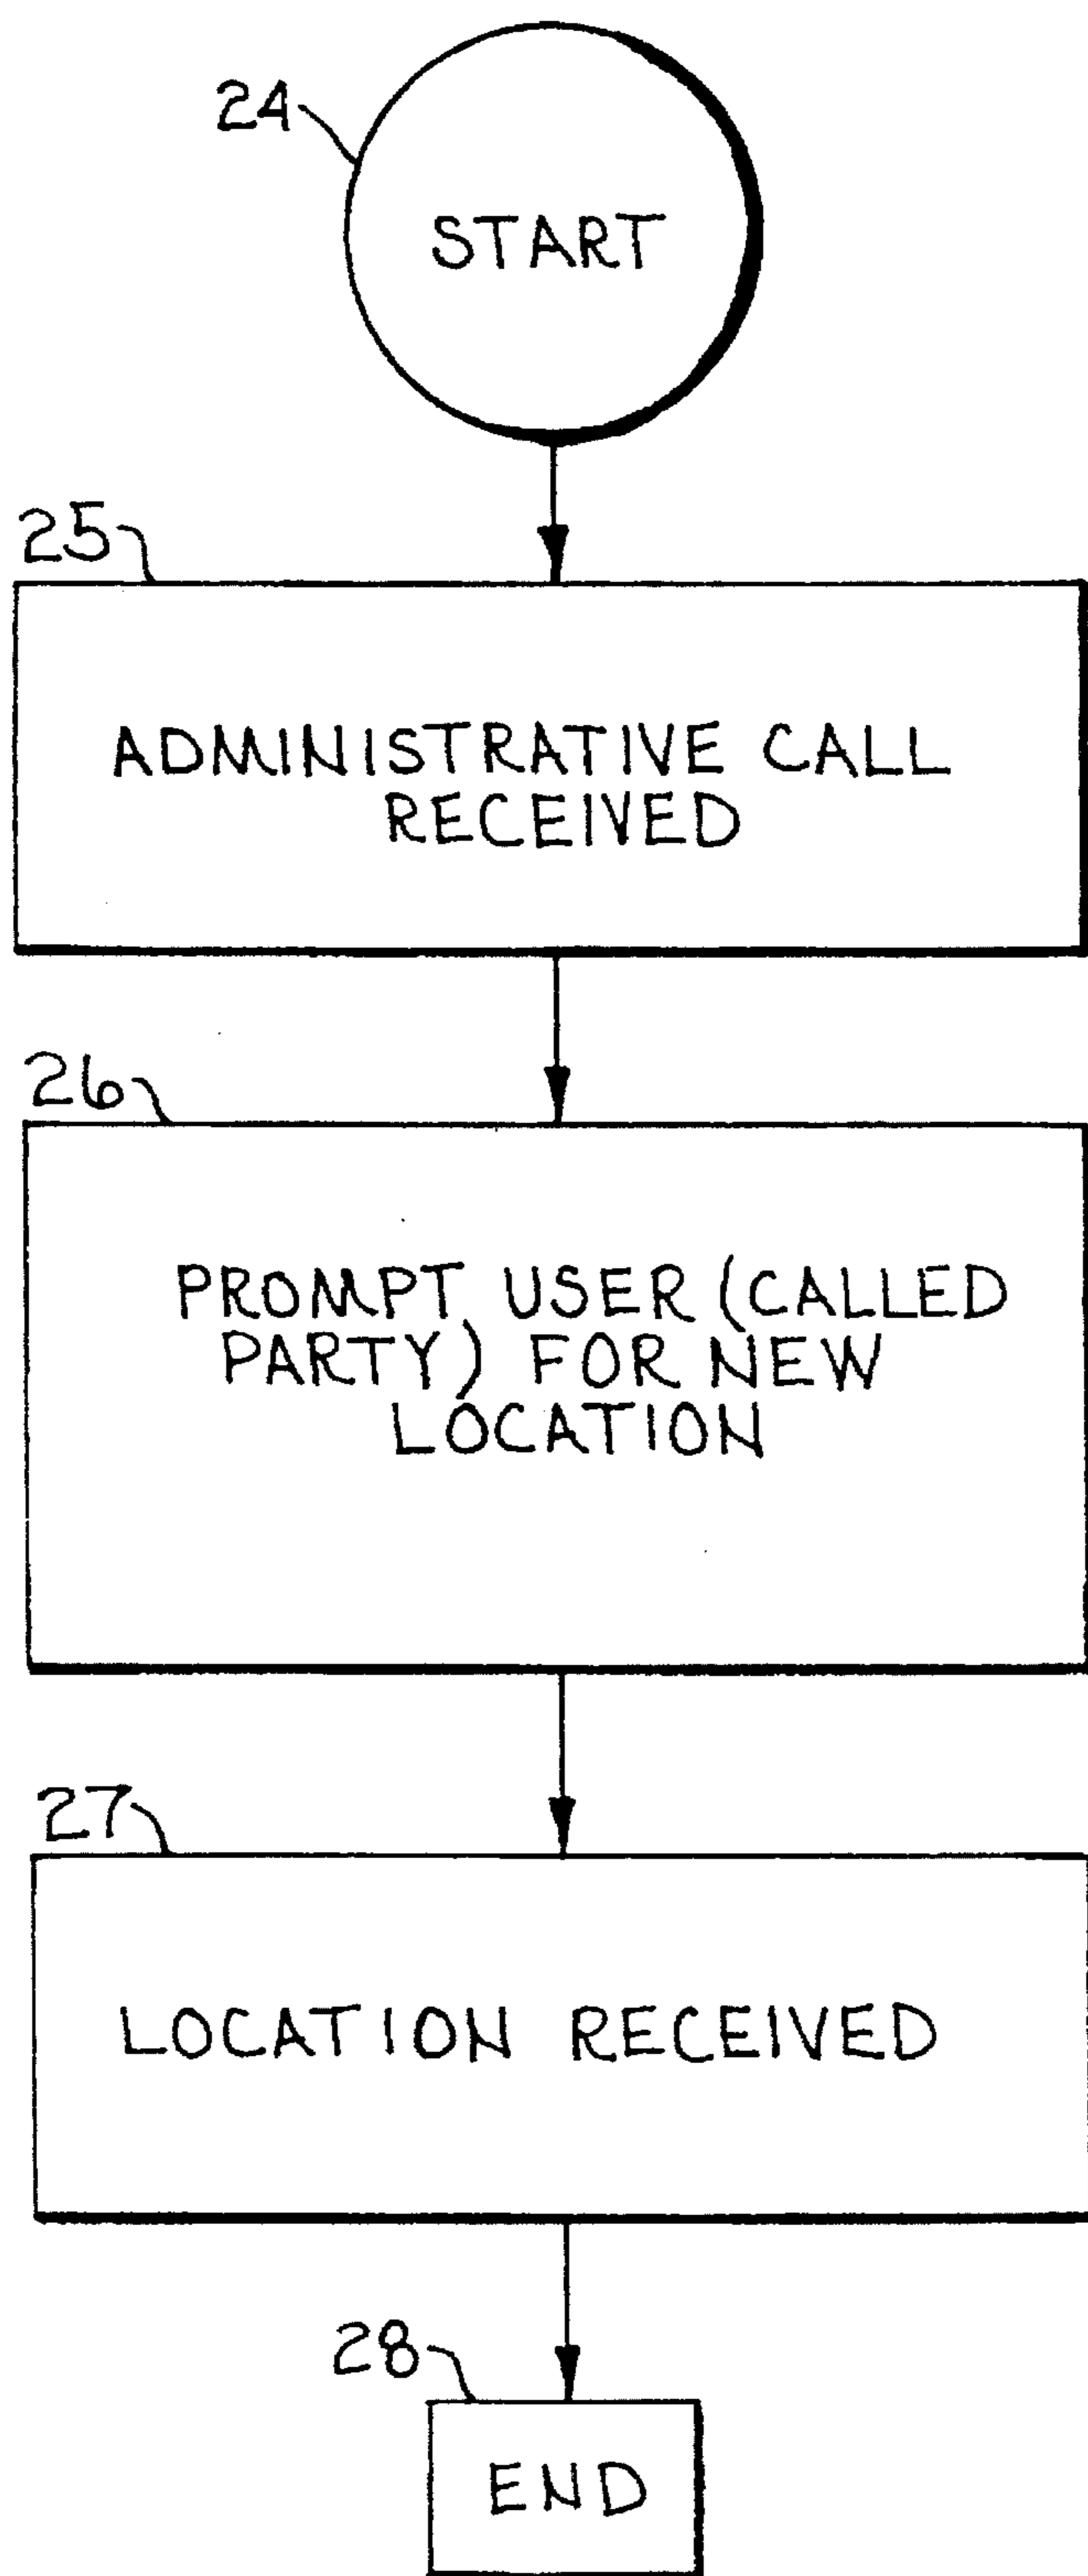 24
START
25
ADMINISTRATIVE CALL
RECEIVED
26
PROMPT USER (CALLED
PARTY) FOR NEW
LOCATION
27
LOCATION RECEIVED
28
END